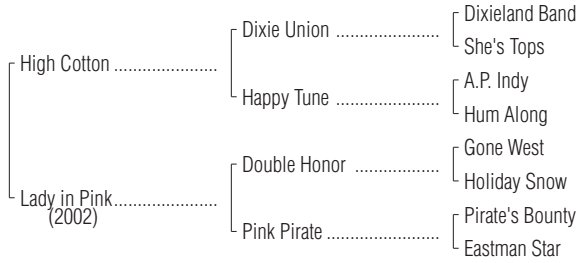 Dixieland Band
Dixie Union ....................
She's Tops
High Cotton ....................
A.P. Indy
Happy Tune ....................
Hum Along
Gone West
Double Honor ................
Holiday Snow
Lady in Pink....................
(2002)
Pirate's Bounty
Pink Pirate ......................
Eastman Star